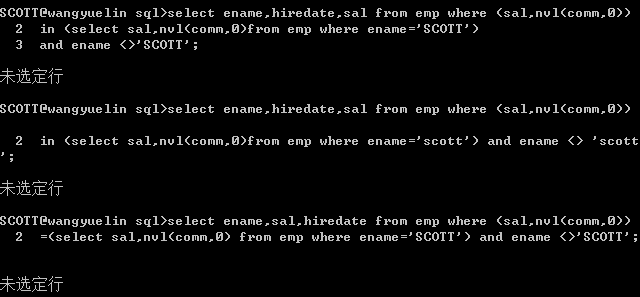 SCOTT@wangyuelin sql>select ename,hiredate,sal from emp where (sal,nvl(comm,0))
2 in (select sal,nvl(comm,0)from emp where ename='SCOTT')
3 and ename <>'SCOTT';
未选定行
SCOTT@wangyuelin sql>select ename,hiredate,sal from emp where (sal,nvl(comm,0))
2 in (select sal,nvl(comm,0)from emp where ename='scott') and ename <> 'scott
';
未选定行
SCOTT@wangyuelin sql>select ename,sal,hiredate from emp where (sal,nvl(comm,0))
2 =(select sal,nvl(comm,0) from emp where ename='SCOTT') and ename <>'SCOTT';
未选定行